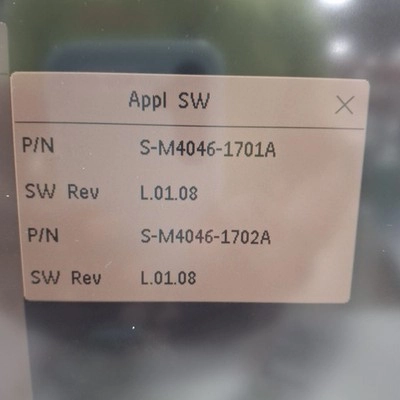 Appl SW
P/N S-M4046-1701A
SW Rev L.01.08
P/N S-M4046-1702A
SW Rev L.01.08